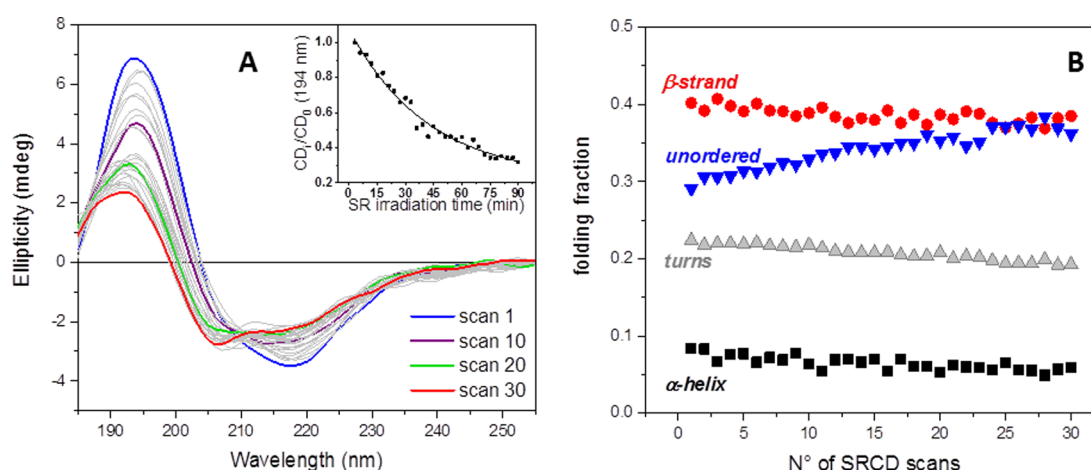 A
Ellipticity (mdeg)
8
6
4
2
0
-2
-4
190 200 210 220 230 240 250
Wavelength (nm)
scan 1
scan 10
scan 20
scan 30
CDᵢ/CD₀ (194 nm)
1.0
0.8
0.6
0.4
0.2
0 15 30 45 60 75 90
SR irradiation time (min)
B
folding fraction
0.5
0.4
0.3
0.2
0.1
0.0
β-strand
unordered
turns
α-helix
0 5 10 15 20 25 30
N° of SRCD scans